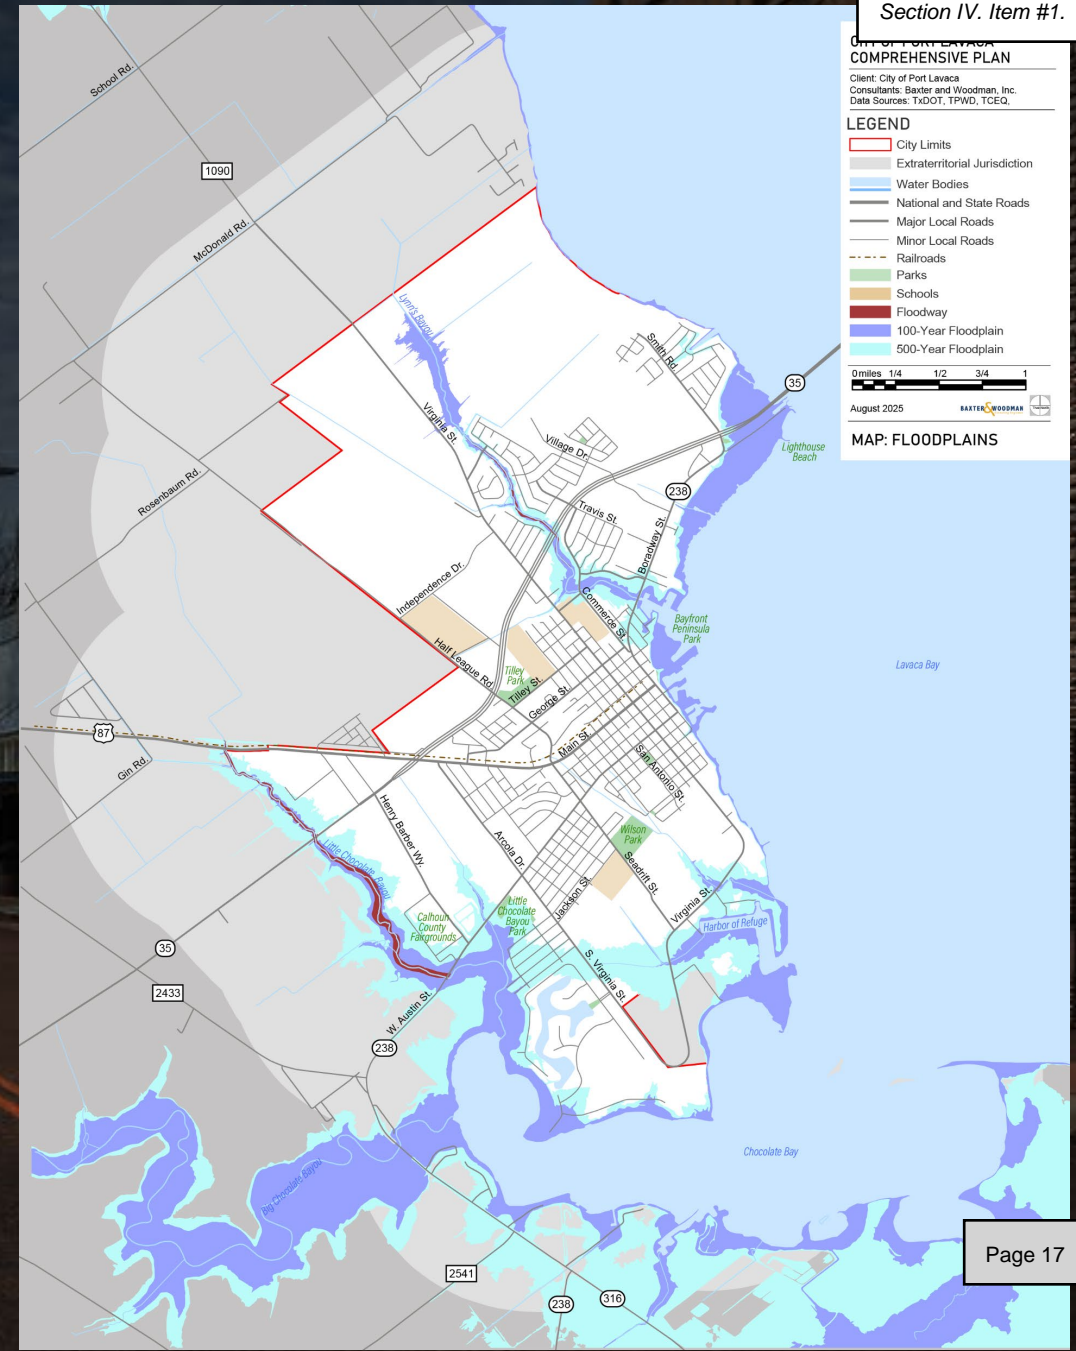 Section IV. Item #1.
CITY OF PORT LAVACA
COMPREHENSIVE PLAN
Client: City of Port Lavaca
Consultants: Baxter and Woodman, Inc.
Data Sources: TxDOT, TPWD, TCEQ,
LEGEND
City Limits
Extraterritorial Jurisdiction
Water Bodies
National and State Roads
Major Local Roads
Minor Local Roads
Railroads
Parks
Schools
Floodway
100-Year Floodplain
500-Year Floodplain
0 miles 1/4 1/2 3/4 1
August 2025
BAXTER & WOODMAN
MAP: FLOODPLAINS
School Rd.
1090
McDonald Rd.
Lynn's Bayou
Smith Rd.
35
Virginia St.
Village Dr.
Lighthouse
Beach
Rosenbaum Rd.
238
Travis St.
Boradway St.
Independence Dr.
Commerce St.
Bayfront
Peninsula
Park
Half League Rd.
Tilley
Park
Tilley St.
George St.
Lavaca Bay
87
Gin Rd.
Main St.
San Antonio St.
Henry Barber Wy.
Arcola Dr.
Wilson
Park
Little Chocolate Bayou
Seadrift St.
Jackson St.
Virginia St.
Little
Chocolate
Bayou
Park
Calhoun
County
Fairgrounds
Harbor of Refuge
35
2433
S. Virginia St.
W. Austin St.
238
Chocolate Bay
Big Chocolate Bayou
2541
238
316
Page 17